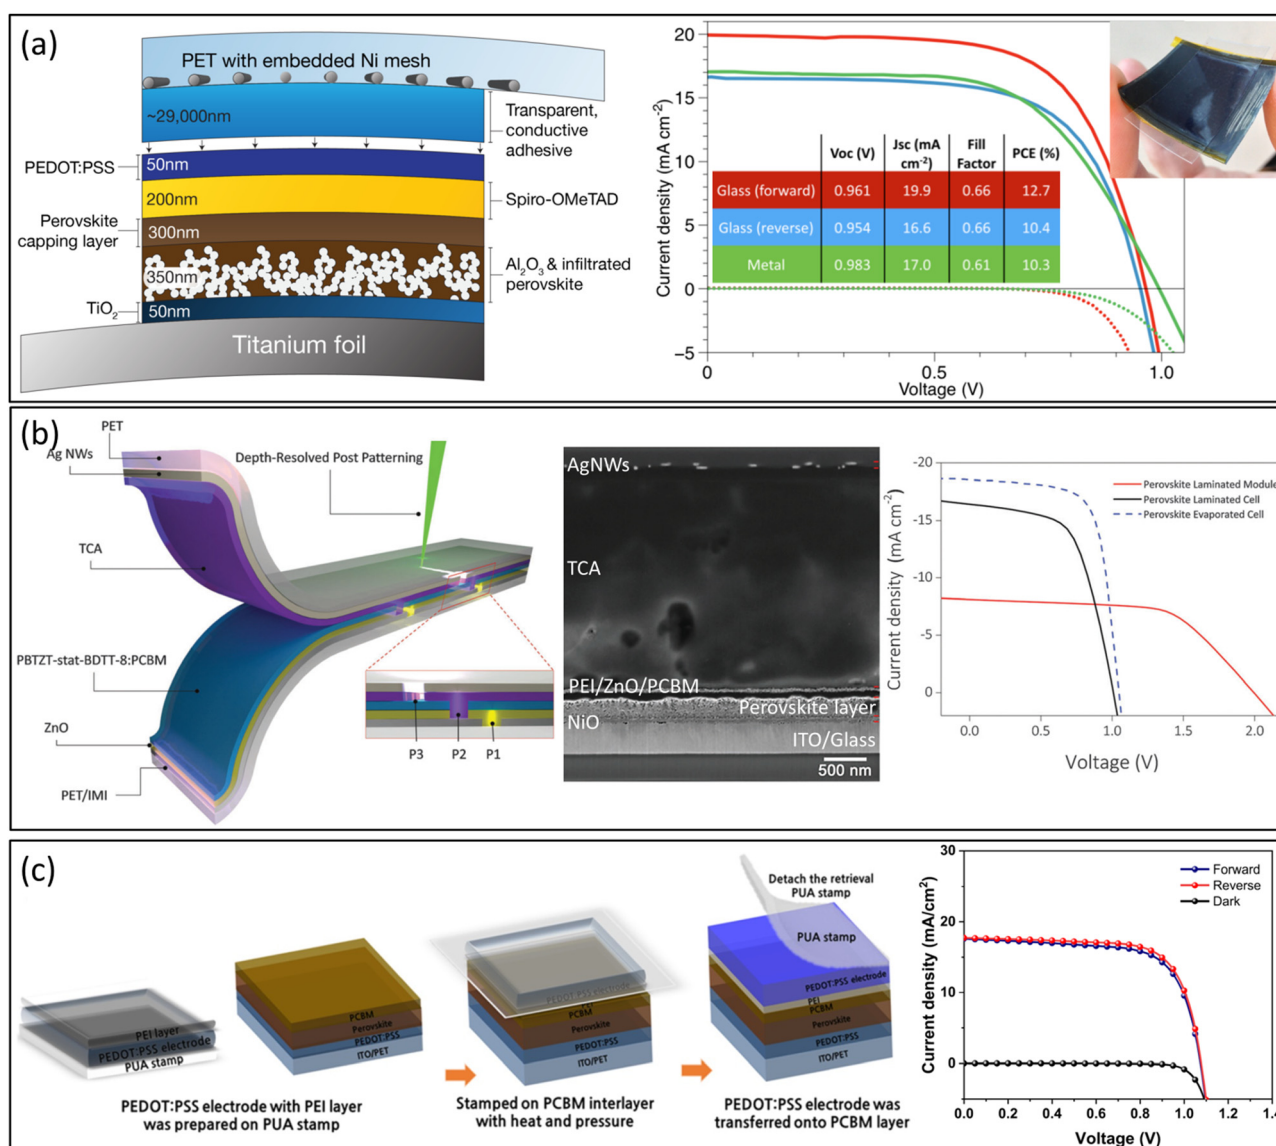 (a)
PET with embedded Ni mesh
~29,000nm
Transparent,
conductive
adhesive
PEDOT:PSS
50nm
200nm
Spiro-OMeTAD
Perovskite
capping layer
300nm
350nm
Al2O3 & infiltrated
perovskite
TiO2
50nm
Titanium foil
Current density (mA cm-2)
20
15
10
5
0
−5
Voc (V) Jsc (mA cm-2) Fill Factor PCE (%)
Glass (forward) 0.961 19.9 0.66 12.7
Glass (reverse) 0.954 16.6 0.66 10.4
Metal 0.983 17.0 0.61 10.3
0 0.5 1.0
Voltage (V)
(b)
PET
Ag NWs
Depth-Resolved Post Patterning
TCA
PBTZT-stat-BDTT-8:PCBM
ZnO
PET/IMI
P3 P2 P1
AgNWs
TCA
PEI/ZnO/PCBM
Perovskite layer
NiO
ITO/Glass
500 nm
Current density (mA cm-2)
-20
-15
-10
-5
0
Perovskite Laminated Module
Perovskite Laminated Cell
Perovskite Evaporated Cell
0.0 0.5 1.0 1.5 2.0
Voltage (V)
(c)
PEI layer
PEDOT:PSS electrode
PUA stamp
PCBM
Perovskite
PEDOT:PSS
ITO/PET
PEDOT:PSS electrode with PEI layer
was prepared on PUA stamp
PEDOT:PSS electrode
PCBM
Perovskite
PEDOT:PSS
ITO/PET
Stamped on PCBM interlayer
with heat and pressure
Detach the retrieval
PUA stamp
PUA stamp
PEDOT:PSS electrode
PEI
PCBM
Perovskite
PEDOT:PSS
ITO/PET
PEDOT:PSS electrode was
transferred onto PCBM layer
Current density (mA/cm2)
30
20
10
0
Forward
Reverse
Dark
0.0 0.2 0.4 0.6 0.8 1.0 1.2 1.4
Voltage (V)